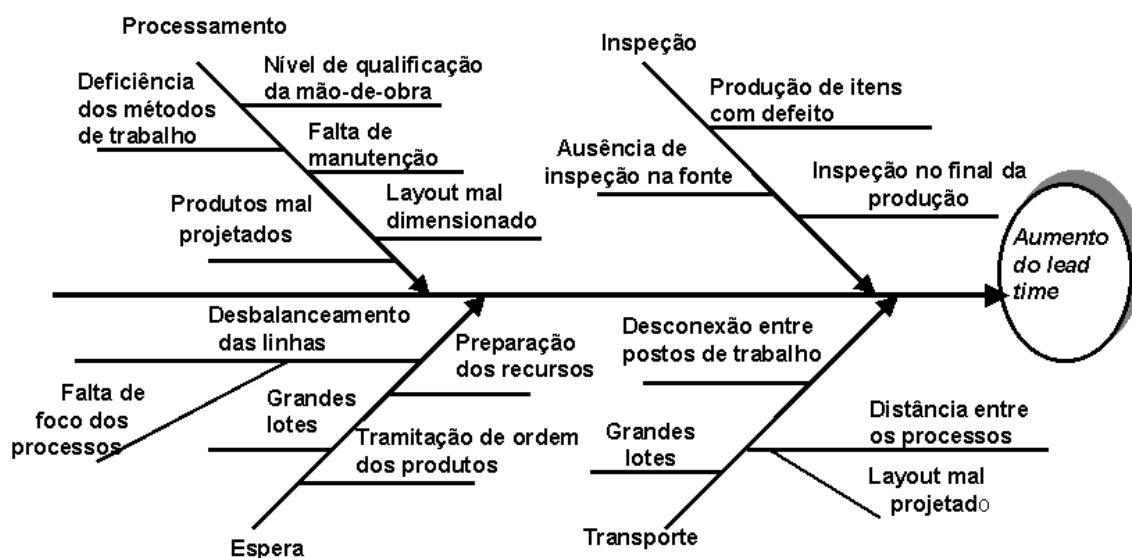 Processamento
Deficiência
dos métodos
de trabalho
Nível de qualificação
da mão-de-obra
Falta de
manutenção
Layout mal
dimensionado
Produtos mal
projetados
Inspeção
Produção de itens
com defeito
Ausência de
inspeção na fonte
Inspeção no final da
produção
Aumento
do lead
time
Desbalanceamento
das linhas
Preparação
dos recursos
Falta de
foco dos
processos
Grandes
lotes
Tramitação de ordem
dos produtos
Espera
Desconexão entre
postos de trabalho
Distância entre
os processos
Grandes
lotes
Layout mal
projetado
Transporte